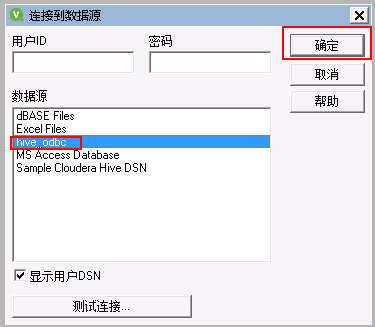 连接到数据源
用户ID
密码
确定
取消
帮助
数据源
dBASE Files
Excel Files
hive_odbc
MS Access Database
Sample Cloudera Hive DSN
显示用户DSN
测试连接...